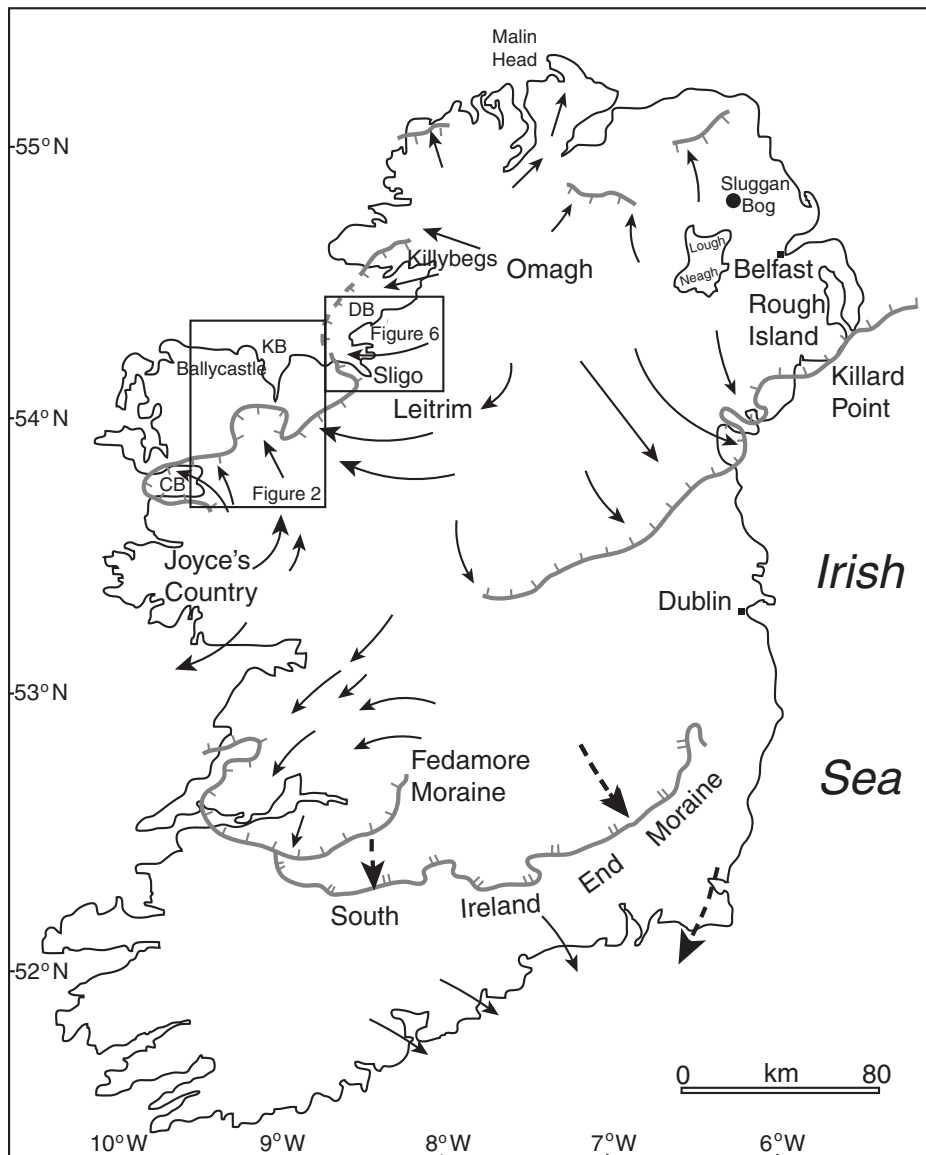 Malin
Head
55°N
Sluggan
Bog
Lough
Neagh
Killybegs
Omagh
Belfast
Rough
Island
DB
Figure 6
KB
Ballycastle
Sligo
Killard
Point
54°N
Leitrim
CB
Figure 2
Joyce's
Country
Irish
Dublin
53°N
Sea
Fedamore
Moraine
South
Ireland
End
Moraine
52°N
0
km
80
10°W
9°W
8°W
7°W
6°W